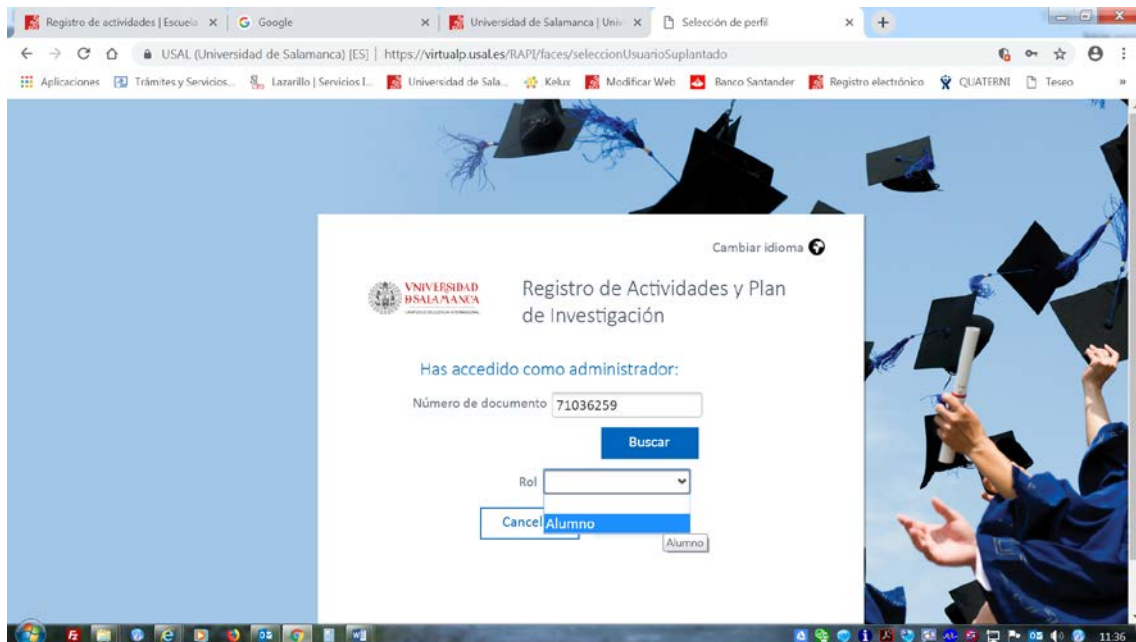 Registro de actividades | Escuela
Google
Universidad de Salamanca | Univ
Selección de perfil
USAL (Universidad de Salamanca) [ES] | https://virtualp.usal.es/RAPI/faces/seleccionUsuarioSuplantado
Aplicaciones Trámites y Servicios... Lazarillo | Servicios I... Universidad de Sala... Kelux Modificar Web Banco Santander Registro electrónico QUATERNI Teseo »
Cambiar idioma
VNIVERSIDAD
D SALAMANCA
Registro de Actividades y Plan
de Investigación
Has accedido como administrador:
Número de documento 71036259
Buscar
Rol
Cancel
Alumno
Alumno
11:36